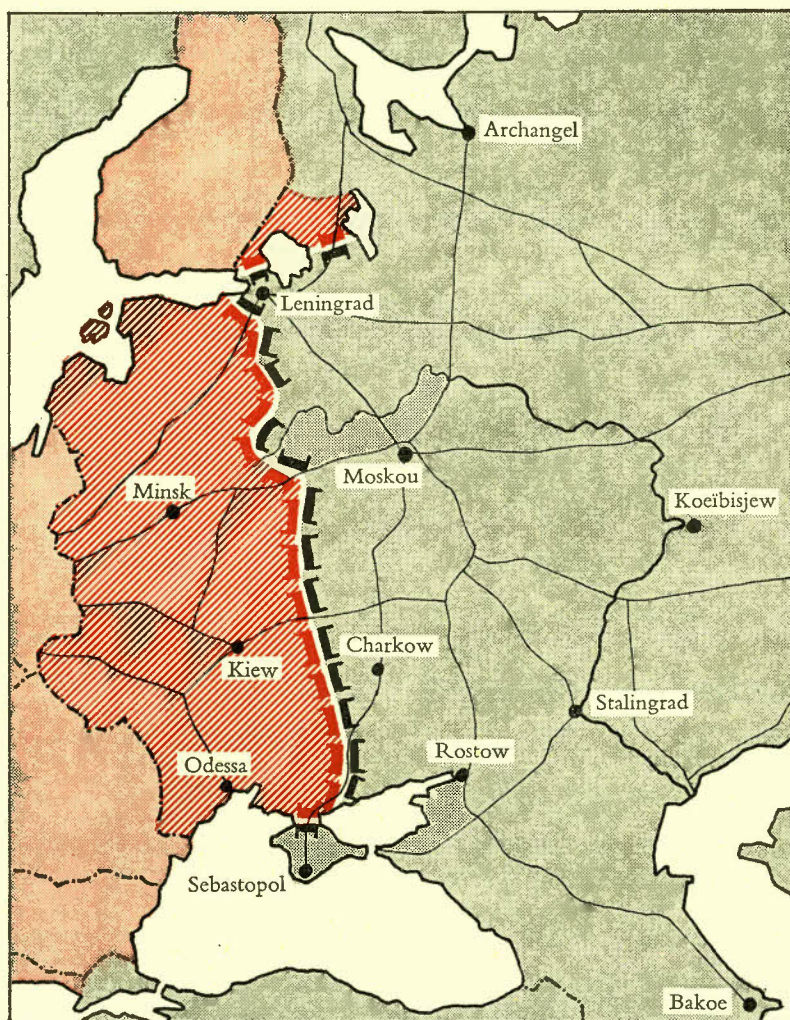 Archangel
Leningrad
Moskou
Minsk
Koeïbisjew
Charkow
Kiew
Stalingrad
Rostow
Odessa
Sebastopol
Bakoe